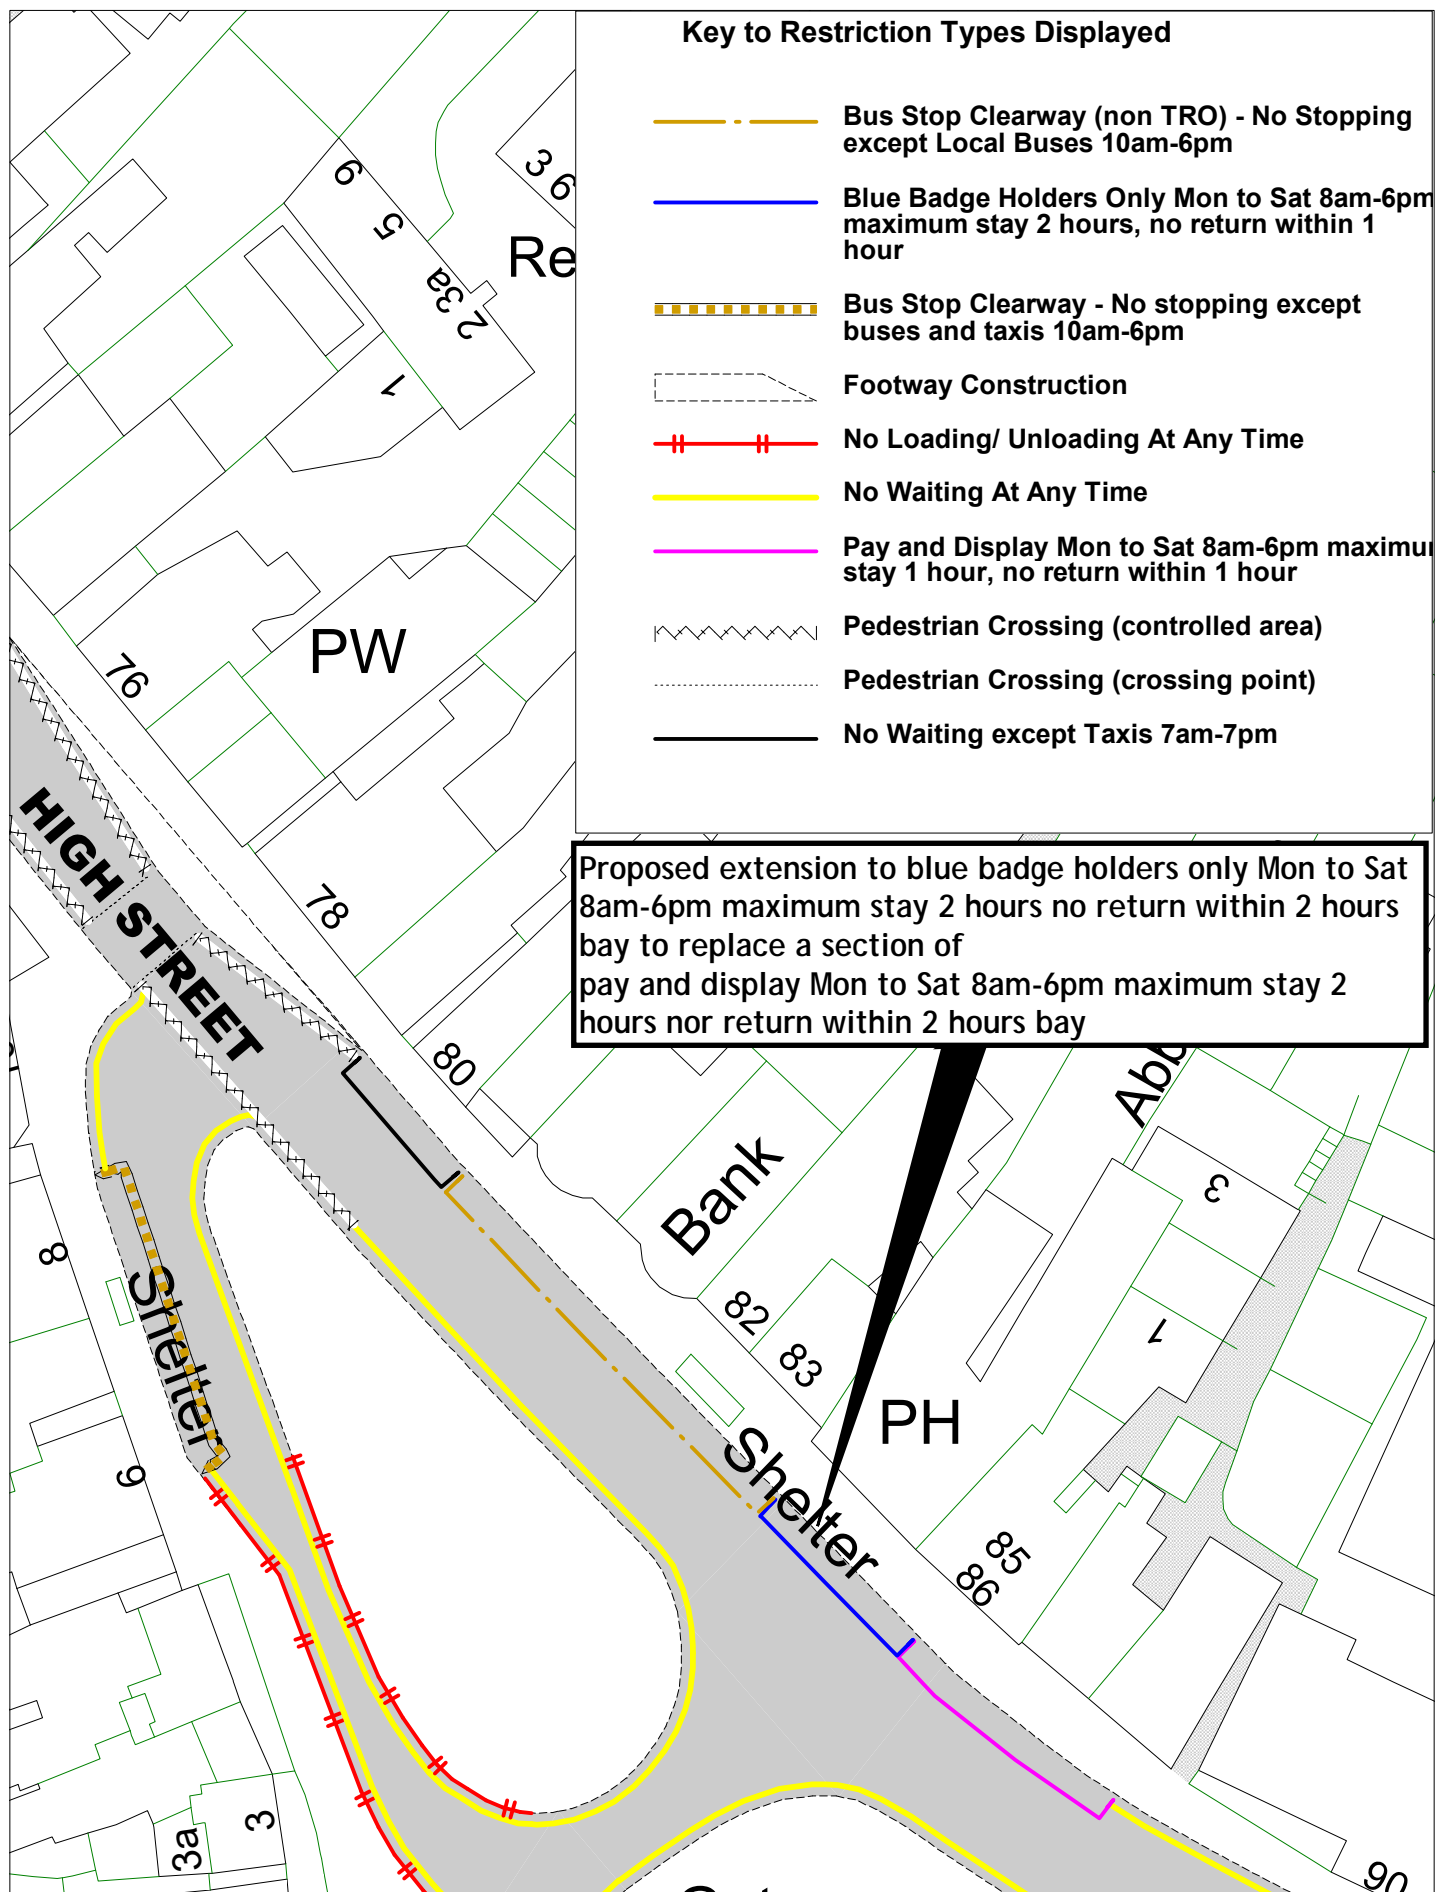 Key to Restriction Types Displayed
Bus Stop Clearway (non TRO) - No Stopping
except Local Buses 10am-6pm
Blue Badge Holders Only Mon to Sat 8am-6pm
maximum stay 2 hours, no return within 1
hour
Bus Stop Clearway - No stopping except
buses and taxis 10am-6pm
Footway Construction
No Loading/ Unloading At Any Time
No Waiting At Any Time
Pay and Display Mon to Sat 8am-6pm
stay 1 hour, no return within 1 hour
Pedestrian Crossing (controlled area)
Pedestrian Crossing (crossing point)
No Waiting except Taxis 7am-7pm
Proposed extension to blue badge holders only Mon to Sat
8am-6pm maximum stay 2 hours no return within 2 hours
bay to replace a section of
pay and display Mon to Sat 8am-6pm maximum stay 2
hours nor return within 2 hours bay
9
5
3a
2
1
39
Re
PW
76
78
80
HIGH STREET
Bank
82
83
PH
85
86
Abb
3
1
8
Shelter
6
Shelter
3
3a
90